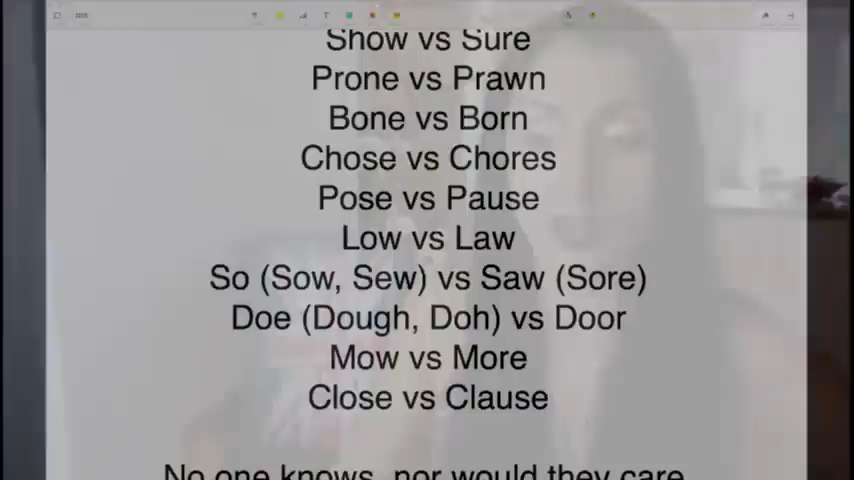 Show vs Sure
Prone vs Prawn
Bone vs Born
Chose vs Chores
Pose vs Pause
Low vs Law
So (Sow, Sew) vs Saw (Sore)
Doe (Dough, Doh) vs Door
Mow vs More
Close vs Clause
No one knows, nor would they care